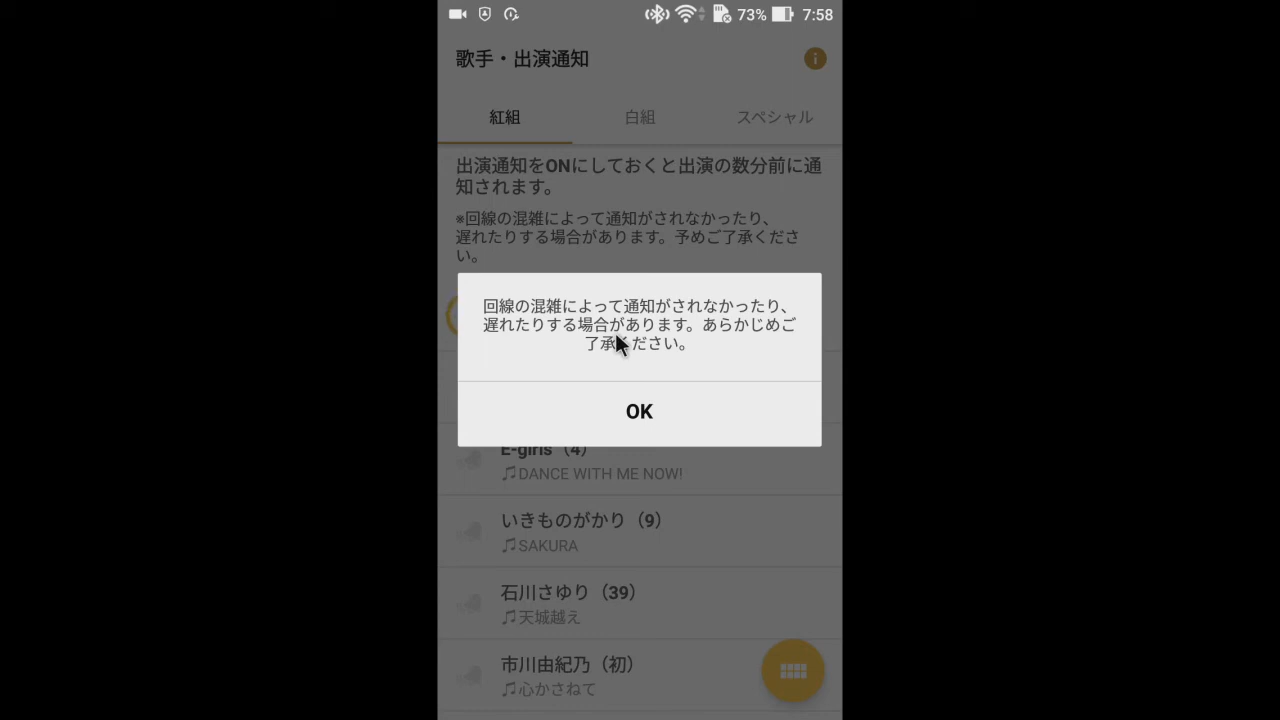 73% 7:58
歌手・出演通知
紅組 白組 スペシャル
出演通知をONにしておくと出演の数分前に通
知されます。
※回線の混雑によって通知がされなかったり、
遅れたりする場合があります。予めご了承くださ
い。
回線の混雑によって通知がされなかったり、
遅れたりする場合があります。あらかじめご
了承ください。
OK
E-girls（4）
DANCE WITH ME NOW!
いきものがかり（9）
SAKURA
石川さゆり（39）
天城越え
市川由紀乃（初）
心かさねて